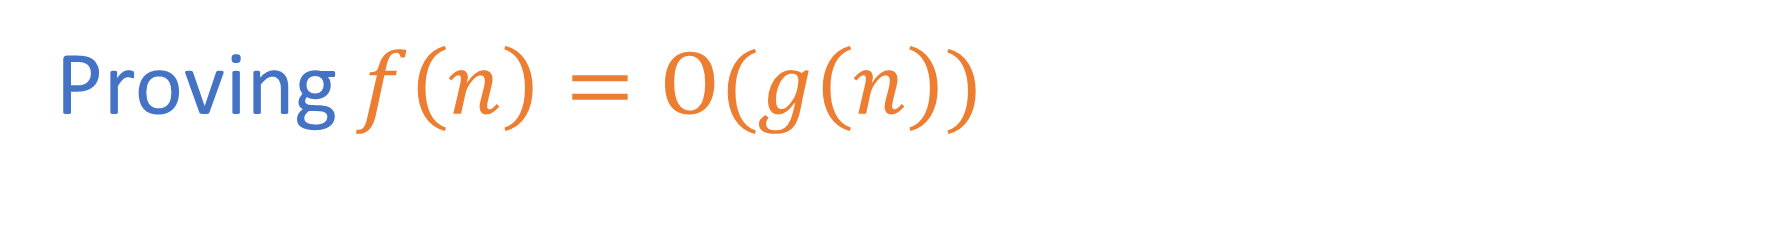 Proving f(n) = O(g(n))